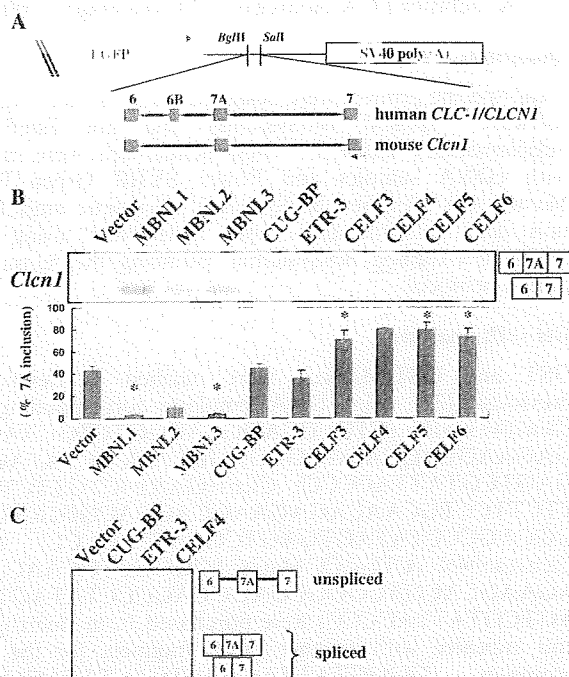 A
BglII SalI
EGFP
SV40 poly(A)
6 6B 7A 7
human CLC-1/CLCN1
mouse Clcn1
B
Vector MBNL1 MBNL2 MBNL3 CUG-BP ETR-3 CELF3 CELF4 CELF5 CELF6
Clcn1
6 7A 7
6 7
(% 7A inclusion)
100
80
60
40
20
0
* * * * *
Vector MBNL1 MBNL2 MBNL3 CUG-BP ETR-3 CELF3 CELF4 CELF5 CELF6
C
Vector CUG-BP ETR-3 CELF4
6 7A 7 unspliced
6 7A 7
6 7
spliced